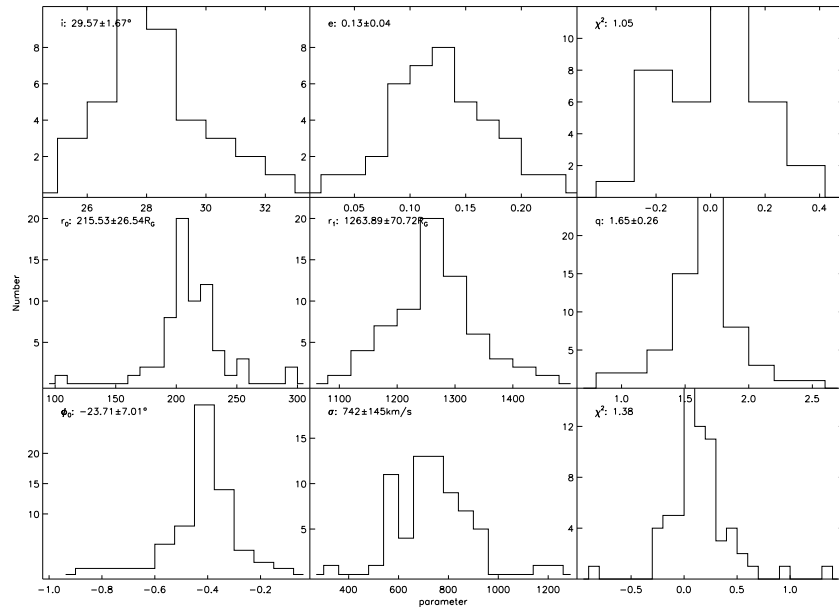 i: 29.57±1.67°
e: 0.13±0.04
χ²: 1.05
8
6
4
2
8
6
4
2
10
8
6
4
2
26 28 30 32
0.05 0.10 0.15 0.20
-0.2 0.0 0.2 0.4
r₀: 215.53±26.54R_G
r₁: 1263.89±70.72R_G
q: 1.65±0.26
Number
20
15
10
5
20
15
10
5
20
15
10
5
100 150 200 250 300
1100 1200 1300 1400
1.0 1.5 2.0 2.5
ϕ₀: −23.71±7.01°
σ: 742±145km/s
χ²: 1.38
20
15
10
15
10
5
12
8
4
-1.0 -0.8 -0.6 -0.4 -0.2
400 600 800 1000 1200
-0.5 0.0 0.5 1.0
parameter